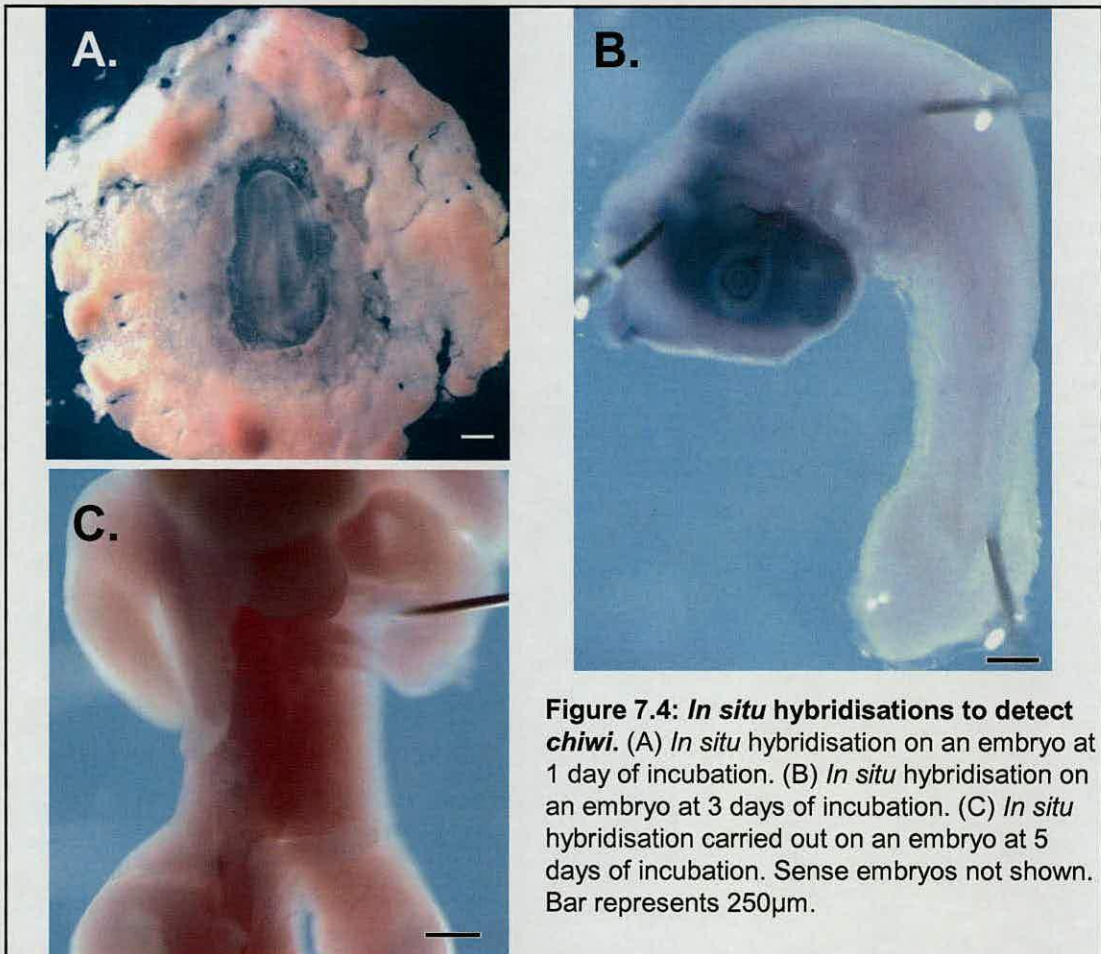 A.
B.
C.
Figure 7.4: In situ hybridisations to detect
chiwi. (A) In situ hybridisation on an embryo at
1 day of incubation. (B) In situ hybridisation on
an embryo at 3 days of incubation. (C) In situ
hybridisation carried out on an embryo at 5
days of incubation. Sense embryos not shown.
Bar represents 250µm.